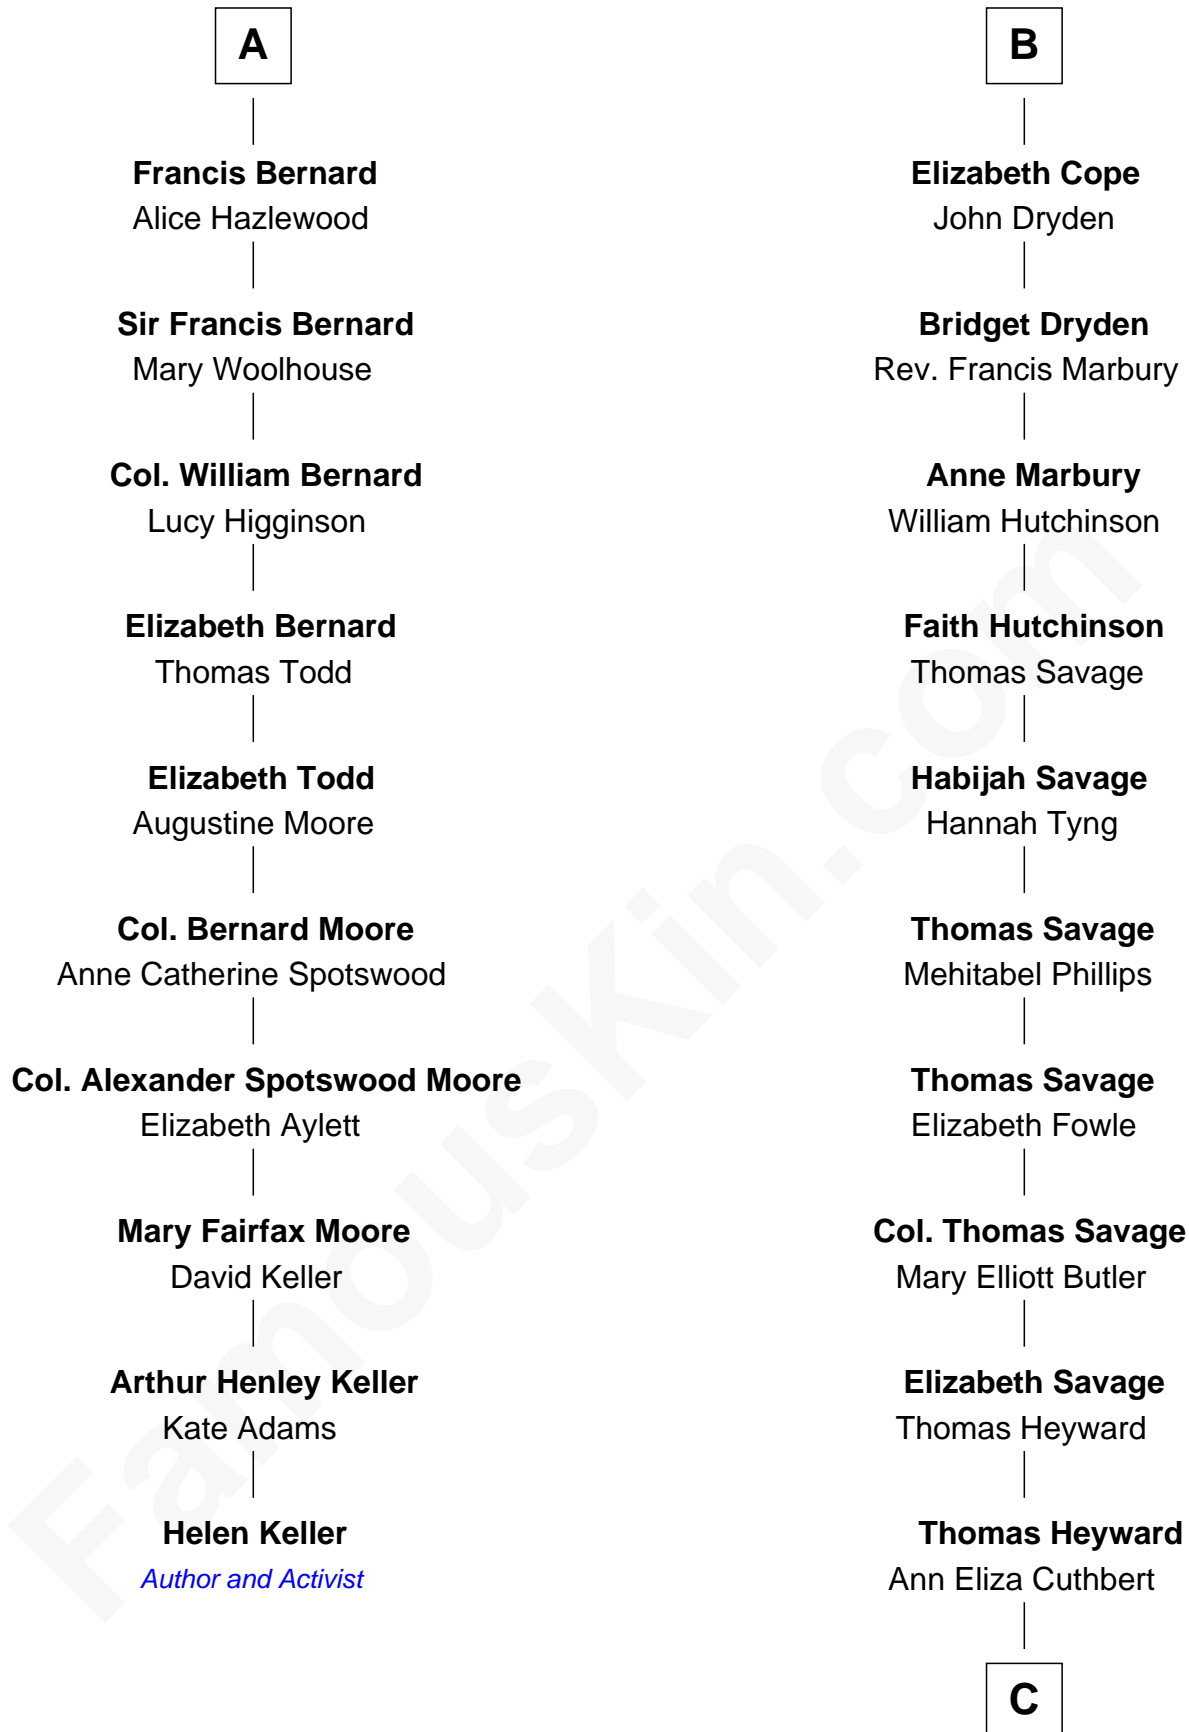 A
Francis Bernard
Alice Hazlewood
Sir Francis Bernard
Mary Woolhouse
Col. William Bernard
Lucy Higginson
Elizabeth Bernard
Thomas Todd
Elizabeth Todd
Augustine Moore
Col. Bernard Moore
Anne Catherine Spotswood
Col. Alexander Spotswood Moore
Elizabeth Aylett
Mary Fairfax Moore
David Keller
Arthur Henley Keller
Kate Adams
Helen Keller
Author and Activist
B
Elizabeth Cope
John Dryden
Bridget Dryden
Rev. Francis Marbury
Anne Marbury
William Hutchinson
Faith Hutchinson
Thomas Savage
Habijah Savage
Hannah Tyng
Thomas Savage
Mehitabel Phillips
Thomas Savage
Elizabeth Fowle
Col. Thomas Savage
Mary Elliott Butler
Elizabeth Savage
Thomas Heyward
Thomas Heyward
Ann Eliza Cuthbert
C
FamousKin.com